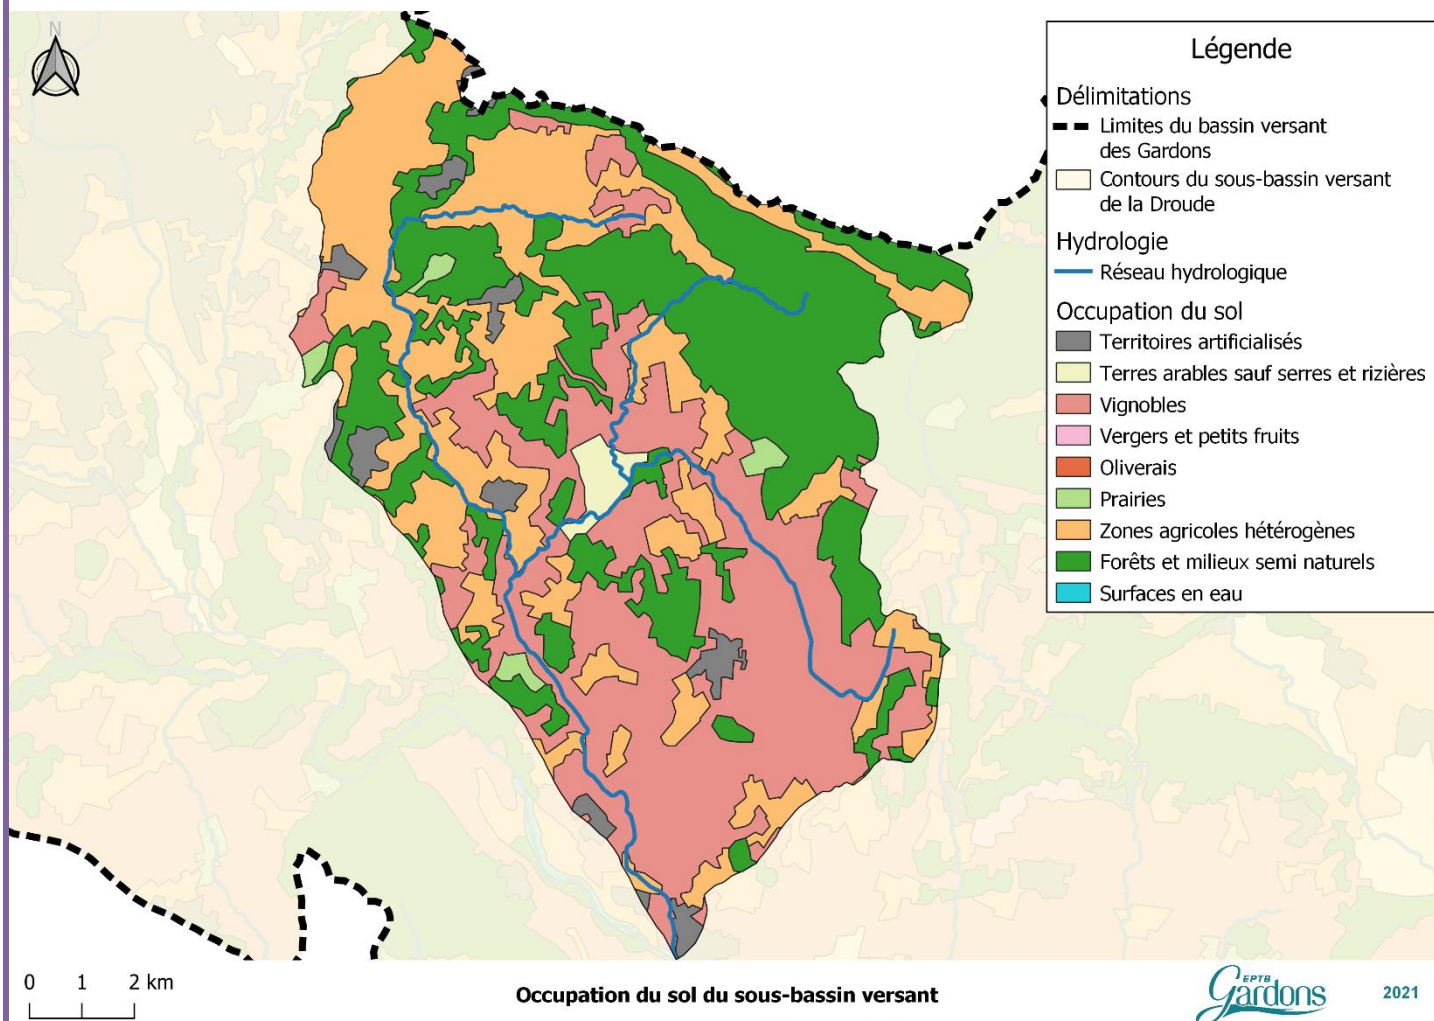 N
Légende
Délimitations
Limites du bassin versant
des Gardons
Contours du sous-bassin versant
de la Droude
Hydrologie
Réseau hydrologique
Occupation du sol
Territoires artificialisés
Terres arables sauf serres et rizières
Vignobles
Vergers et petits fruits
Oliverais
Prairies
Zones agricoles hétérogènes
Forêts et milieux semi naturels
Surfaces en eau
0 1 2 km
Occupation du sol du sous-bassin versant
EPTB
Gardons
2021